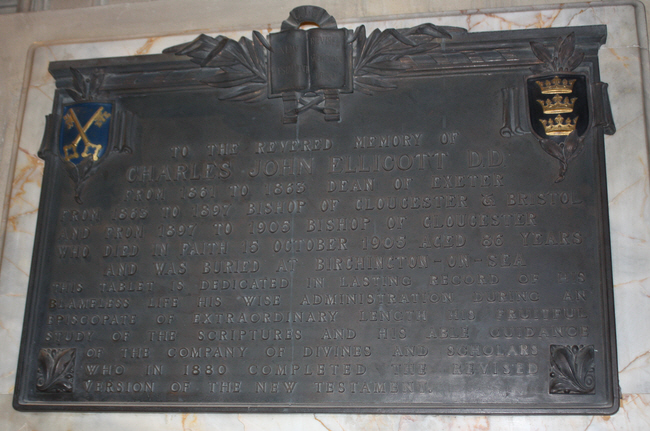 TO THE REVERED MEMORY OF
CHARLES JOHN ELLICOTT D.D.
FROM 1861 TO 1863 DEAN OF EXETER
FROM 1863 TO 1897 BISHOP OF GLOUCESTER & BRISTOL
AND FROM 1897 TO 1905 BISHOP OF GLOUCESTER
WHO DIED IN FAITH 15 OCTOBER 1905 AGED 86 YEARS
AND WAS BURIED AT BIRCHINGTON-ON-SEA
THIS TABLET IS DEDICATED IN LASTING RECORD OF HIS
BLAMELESS LIFE HIS WISE ADMINISTRATION DURING AN
EPISCOPATE OF EXTRAORDINARY LENGTH HIS FRUITFUL
STUDY OF THE SCRIPTURES AND HIS ABLE GUIDANCE
OF THE COMPANY OF DIVINES AND SCHOLARS
WHO IN 1880 COMPLETED THE REVISED
VERSION OF THE NEW TESTAMENT